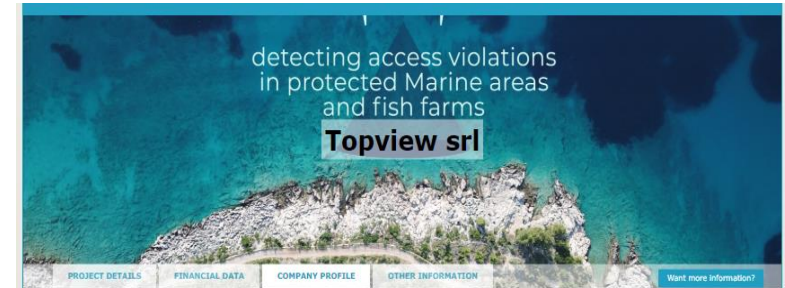 detecting access violations
in protected Marine areas
and fish farms
Topview srl
PROJECT DETAILS FINANCIAL DATA COMPANY PROFILE OTHER INFORMATION Want more information?